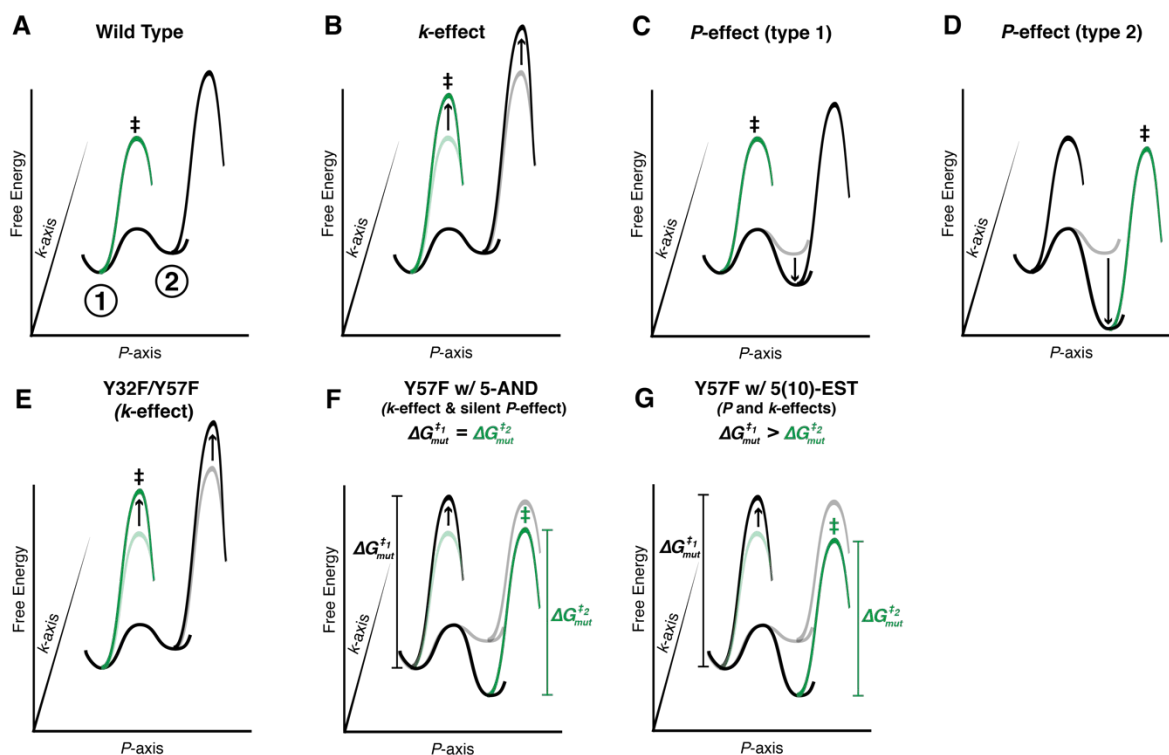 A
Wild Type
‡
Free Energy
k-axis
1
2
P-axis
B
k-effect
‡
Free Energy
k-axis
P-axis
C
P-effect (type 1)
‡
Free Energy
k-axis
P-axis
D
P-effect (type 2)
‡
Free Energy
k-axis
P-axis
E
Y32F/Y57F
(k-effect)
‡
Free Energy
k-axis
P-axis
F
Y57F w/ 5-AND
(k-effect & silent P-effect)
ΔG‡1mut = ΔG‡2mut
‡
ΔG‡1mut
ΔG‡2mut
Free Energy
k-axis
P-axis
G
Y57F w/ 5(10)-EST
(P and k-effects)
ΔG‡1mut > ΔG‡2mut
‡
ΔG‡1mut
ΔG‡2mut
Free Energy
k-axis
P-axis